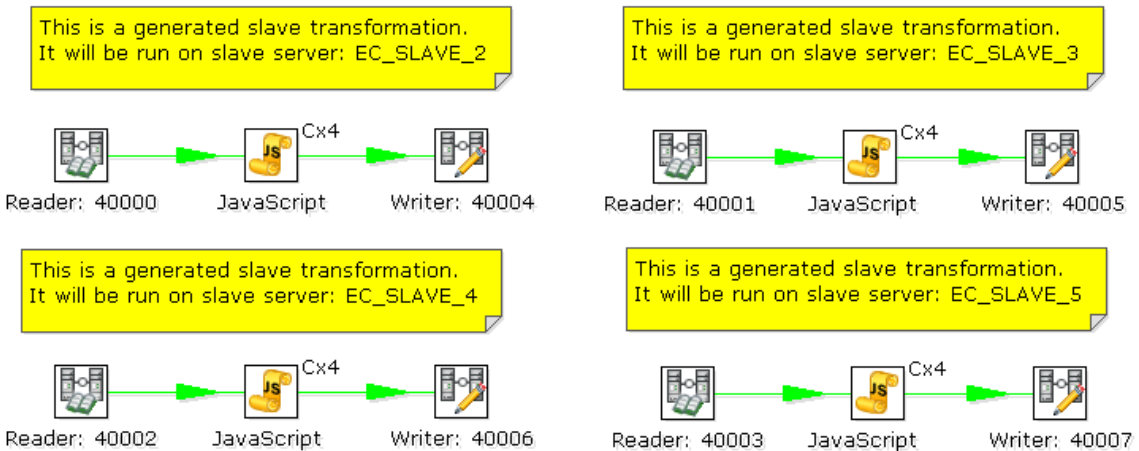 This is a generated slave transformation.
It will be run on slave server: EC_SLAVE_2
Cx4
JS
Reader: 40000
JavaScript
Writer: 40004
This is a generated slave transformation.
It will be run on slave server: EC_SLAVE_3
Cx4
JS
Reader: 40001
JavaScript
Writer: 40005
This is a generated slave transformation.
It will be run on slave server: EC_SLAVE_4
Cx4
JS
Reader: 40002
JavaScript
Writer: 40006
This is a generated slave transformation.
It will be run on slave server: EC_SLAVE_5
Cx4
JS
Reader: 40003
JavaScript
Writer: 40007